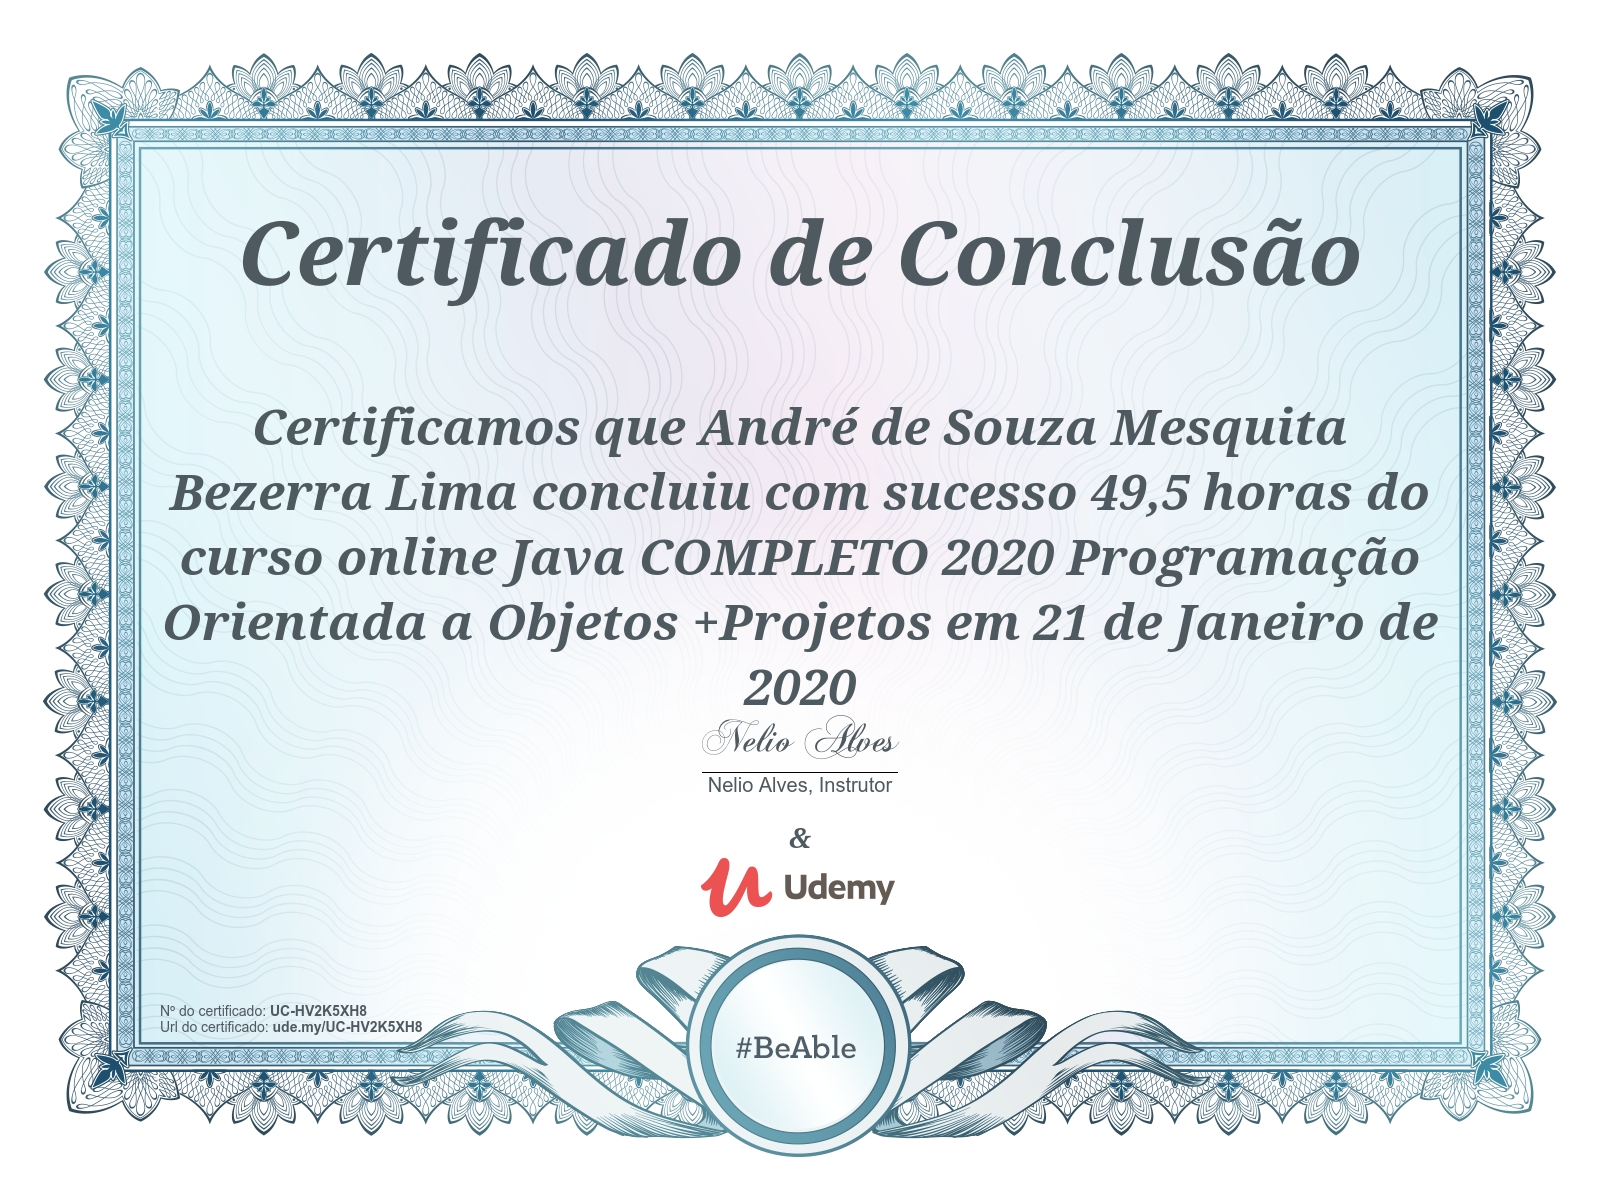 Certificado de Conclusão
Certificamos que André de Souza Mesquita
Bezerra Lima concluiu com sucesso 49,5 horas do
curso online Java COMPLETO 2020 Programação
Orientada a Objetos +Projetos em 21 de Janeiro de
2020
Nelio Alves
Nelio Alves, Instrutor
&
Udemy
Nº do certificado: UC-HV2K5XH8
Url do certificado: ude.my/UC-HV2K5XH8
#BeAble